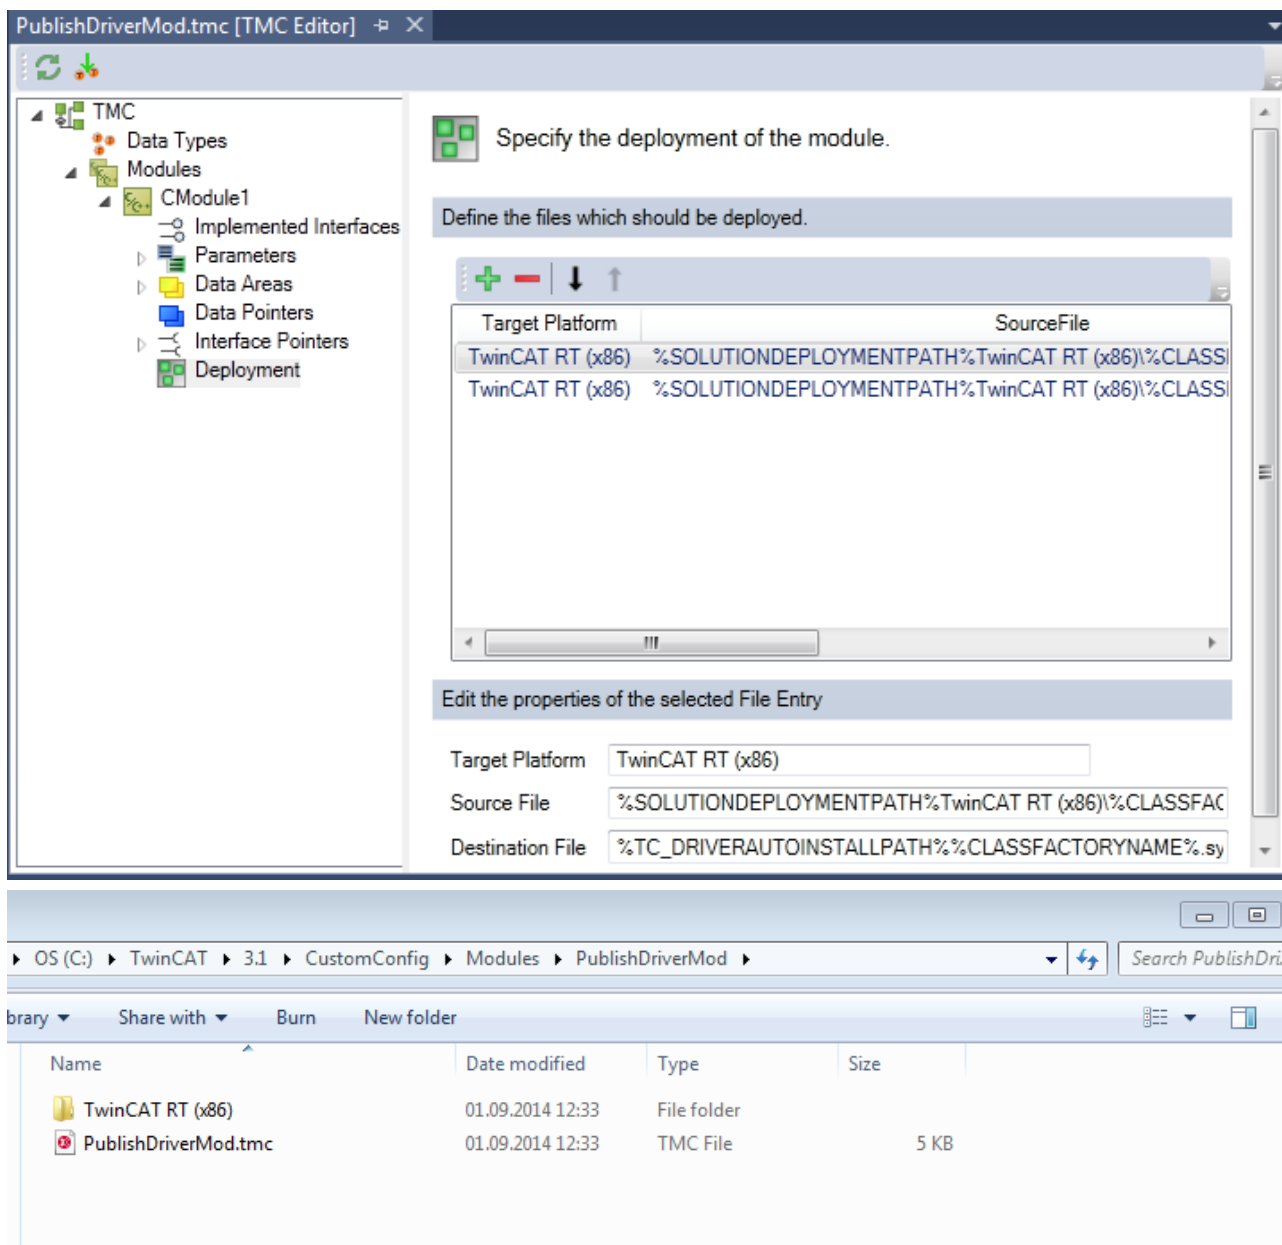 PublishDriverMod.tmc [TMC Editor]
TMC
Data Types
Modules
CModule1
Implemented Interfaces
Parameters
Data Areas
Data Pointers
Interface Pointers
Deployment
Specify the deployment of the module.
Define the files which should be deployed.
Target Platform SourceFile
TwinCAT RT (x86) %SOLUTIONDEPLOYMENTPATH%TwinCAT RT (x86)\%CLASSI
TwinCAT RT (x86) %SOLUTIONDEPLOYMENTPATH%TwinCAT RT (x86)\%CLASSI
Edit the properties of the selected File Entry
Target Platform TwinCAT RT (x86)
Source File %SOLUTIONDEPLOYMENTPATH%TwinCAT RT (x86)\%CLASSFAC
Destination File %TC_DRIVERAUTOINSTALLPATH%%CLASSFACTORYNAME%.sy
OS (C:) TwinCAT 3.1 CustomConfig Modules PublishDriverMod Search PublishDri
brary Share with Burn New folder
Name Date modified Type Size
TwinCAT RT (x86) 01.09.2014 12:33 File folder
PublishDriverMod.tmc 01.09.2014 12:33 TMC File 5 KB